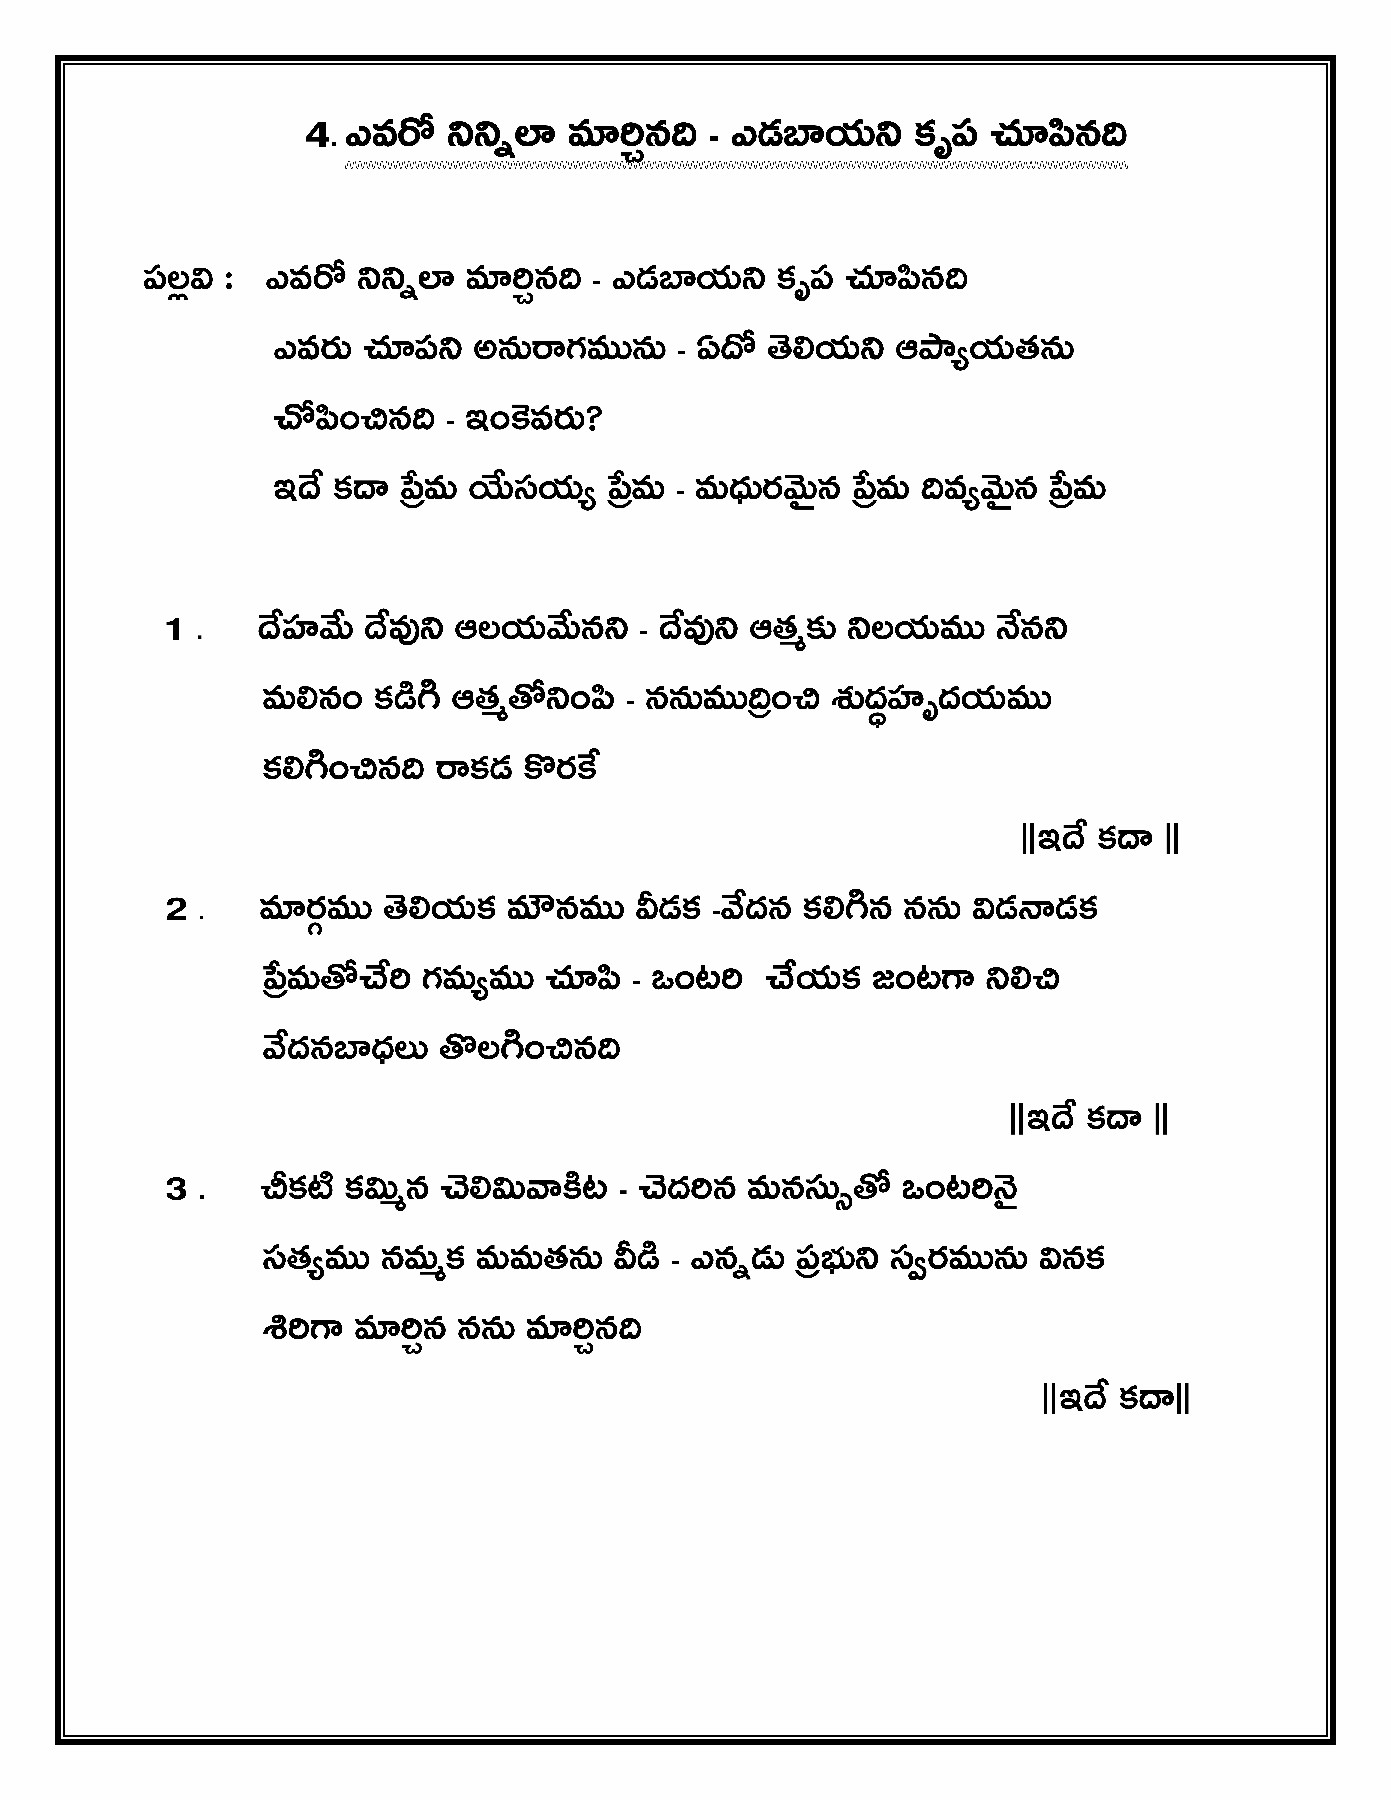 4. ఎవరో నిన్నిలా మార్చినది - ఎడబాయని కృప చూపినది
పల్లవి : ఎవరో నిన్నిలా మార్చినది - ఎడబాయని కృప చూపినది
ఎవరు చూపని అనురాగమును - ఏదో తెలియని ఆప్యాయతను
చోపించినది - ఇంకెవరు?
ఇదే కదా ప్రేమ యేసయ్య ప్రేమ - మధురమైన ప్రేమ దివ్యమైన ప్రేమ
1 . దేహమే దేవుని ఆలయమేనని - దేవుని ఆత్మకు నిలయము నేనని
మలినం కడిగి ఆత్మతోనింపి - ననుముద్రించి శుద్ధహృదయము
కలిగించినది రాకడ కొరకే
||ఇదే కదా ||
2 . మార్గము తెలియక మౌనము వీడక -వేదన కలిగిన నను విడనాడక
ప్రేమతోచేరి గమ్యము చూపి - ఒంటరి చేయక జంటగా నిలిచి
వేదనబాధలు తొలగించినది
||ఇదే కదా ||
3 . చీకటి కమ్మిన చెలిమివాకిట - చెదరిన మనస్సుతో ఒంటరినై
సత్యము నమ్మక మమతను వీడి - ఎన్నడు ప్రభుని స్వరమును వినక
శిరిగా మార్చిన నను మార్చినది
||ఇదే కదా||